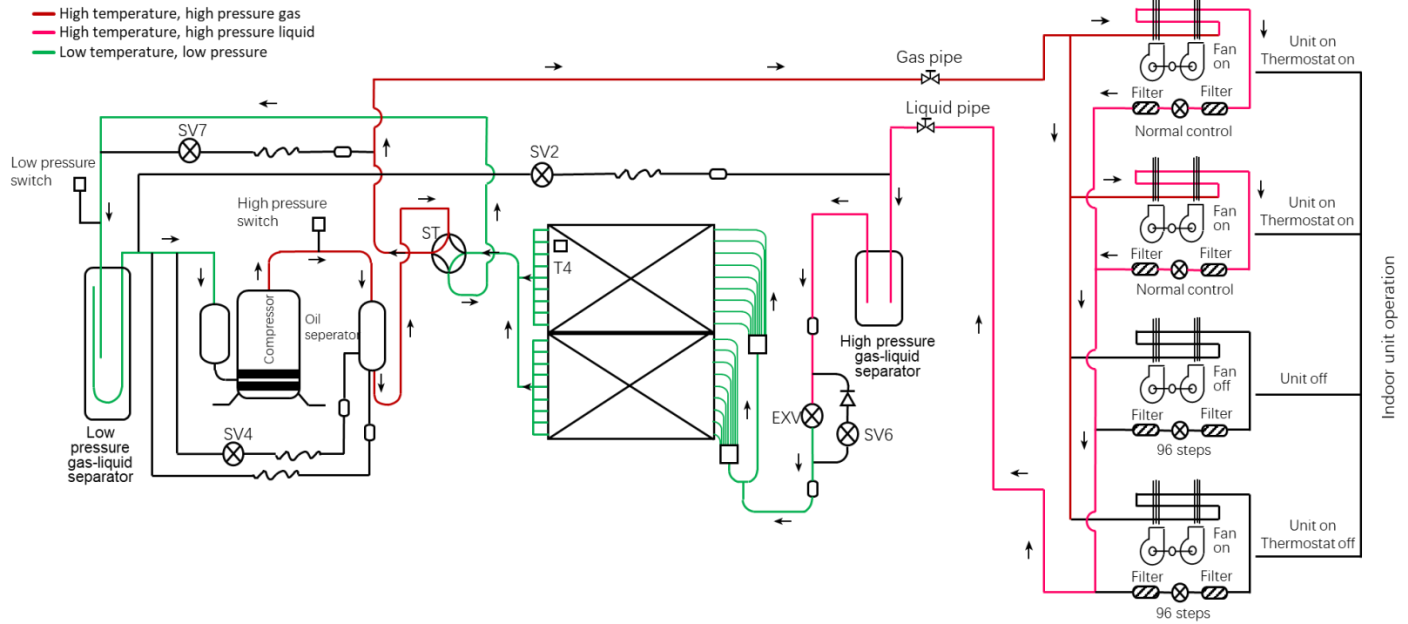 High temperature, high pressure gas
High temperature, high pressure liquid
Low temperature, low pressure
Gas pipe
Liquid pipe
SV7
SV2
Low pressure
switch
High pressure
switch
ST
T4
Compressor
Oil
seperator
High pressure
gas-liquid
separator
EXV
SV6
SV4
Low
pressure
gas-liquid
separator
Fan
on
Unit on
Thermostat on
Filter
Filter
Normal control
Fan
on
Unit on
Thermostat on
Filter
Filter
Normal control
Fan
off
Unit off
Filter
Filter
96 steps
Fan
on
Unit on
Thermostat off
Filter
Filter
96 steps
Indoor unit operation